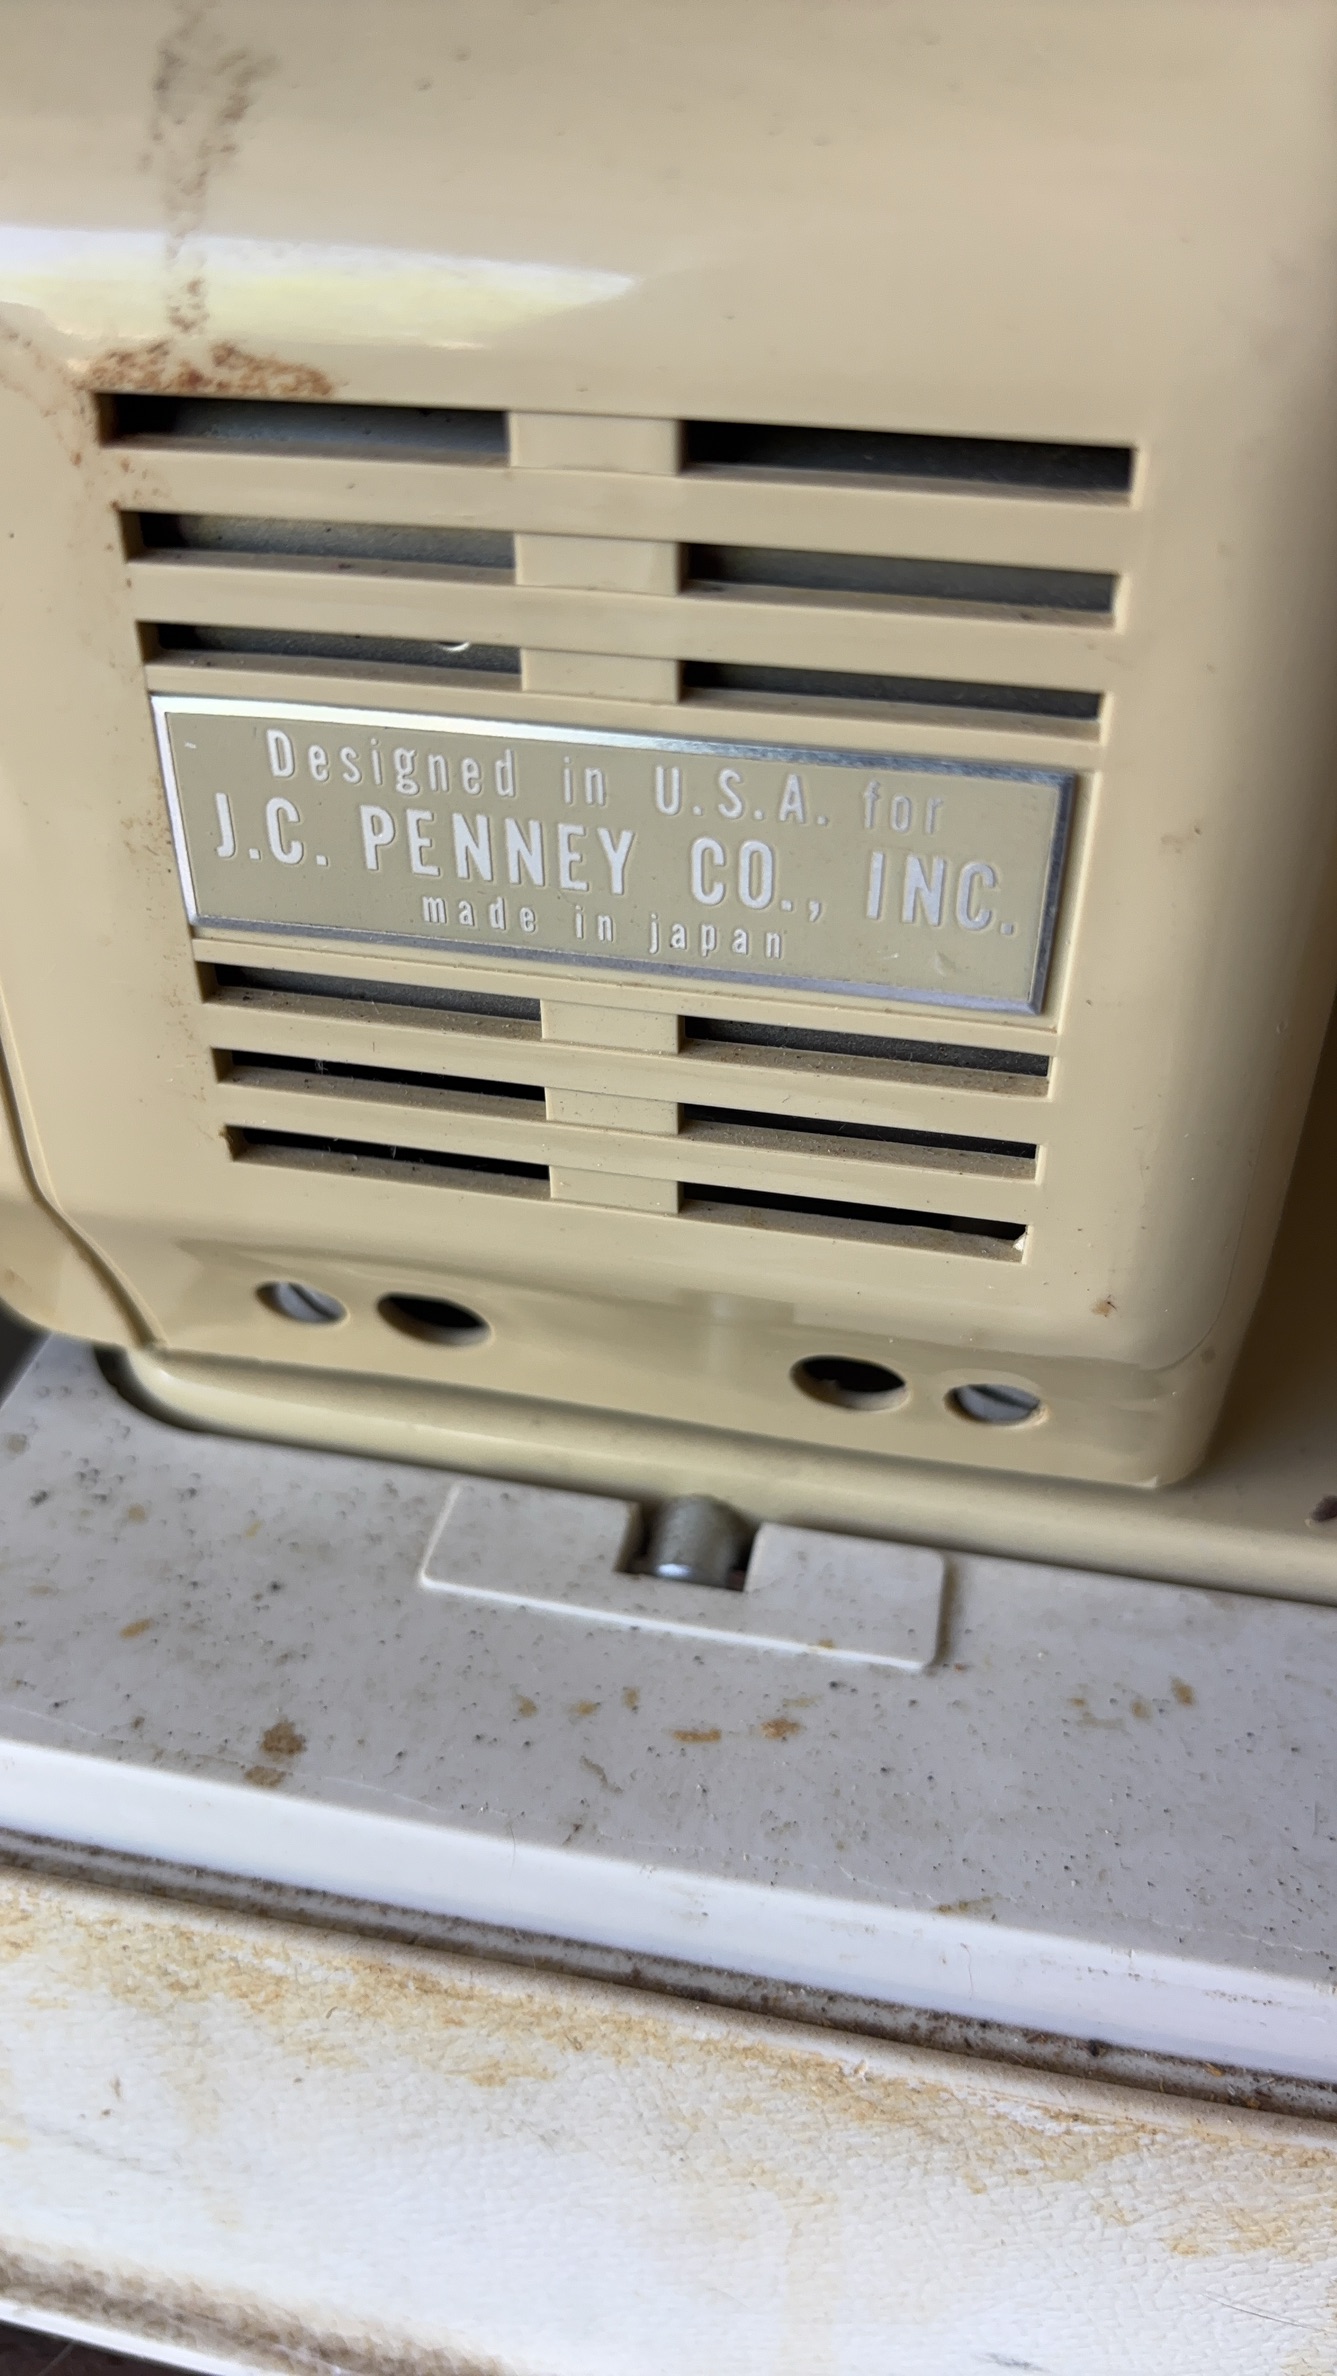 Designed in U.S.A. for
J.C. PENNEY CO., INC.
made in japan